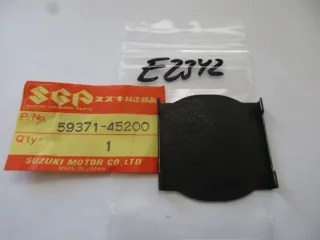 E2342
SGP スズキ純正部品
P/No. 59371-45200
Q'ty 1
SUZUKI MOTOR CO.,LTD
MADE IN JAPAN